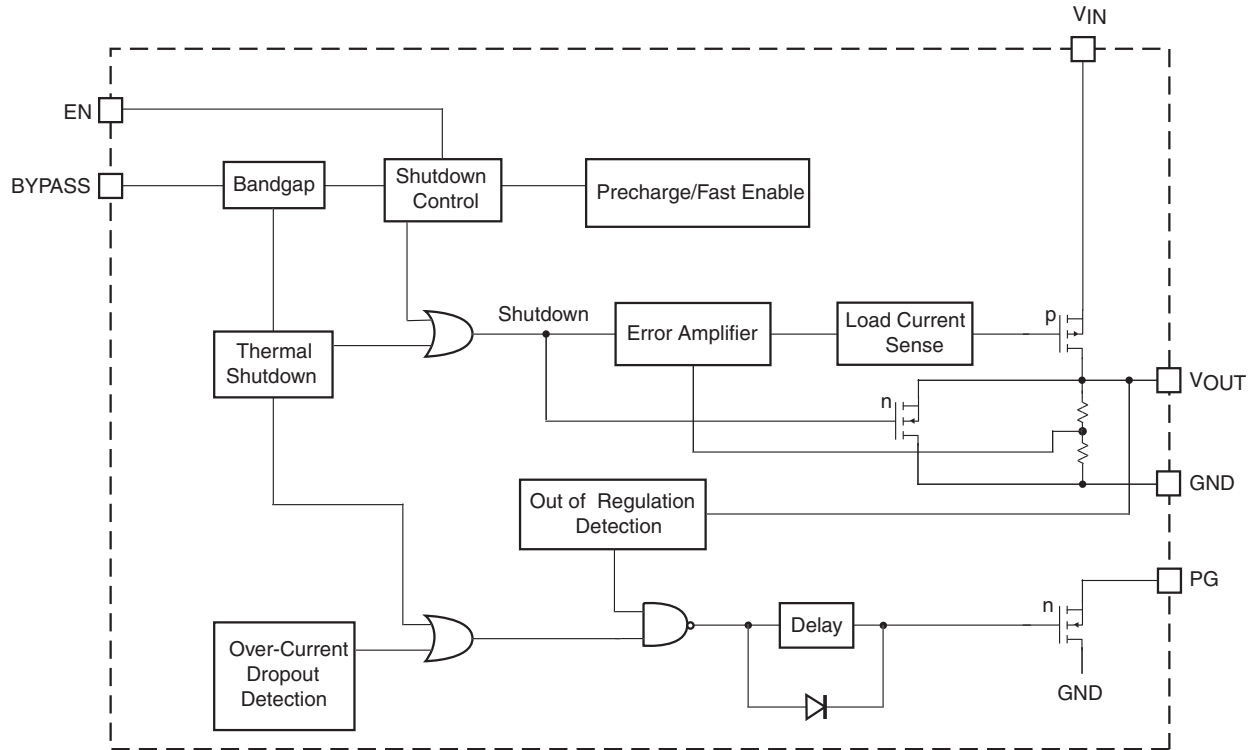 VIN
EN
BYPASS
Bandgap
Shutdown
Control
Precharge/Fast Enable
Shutdown
Error Amplifier
Load Current
Sense
p
Thermal
Shutdown
VOUT
n
GND
Out of Regulation
Detection
PG
n
Delay
Over-Current
Dropout
Detection
GND